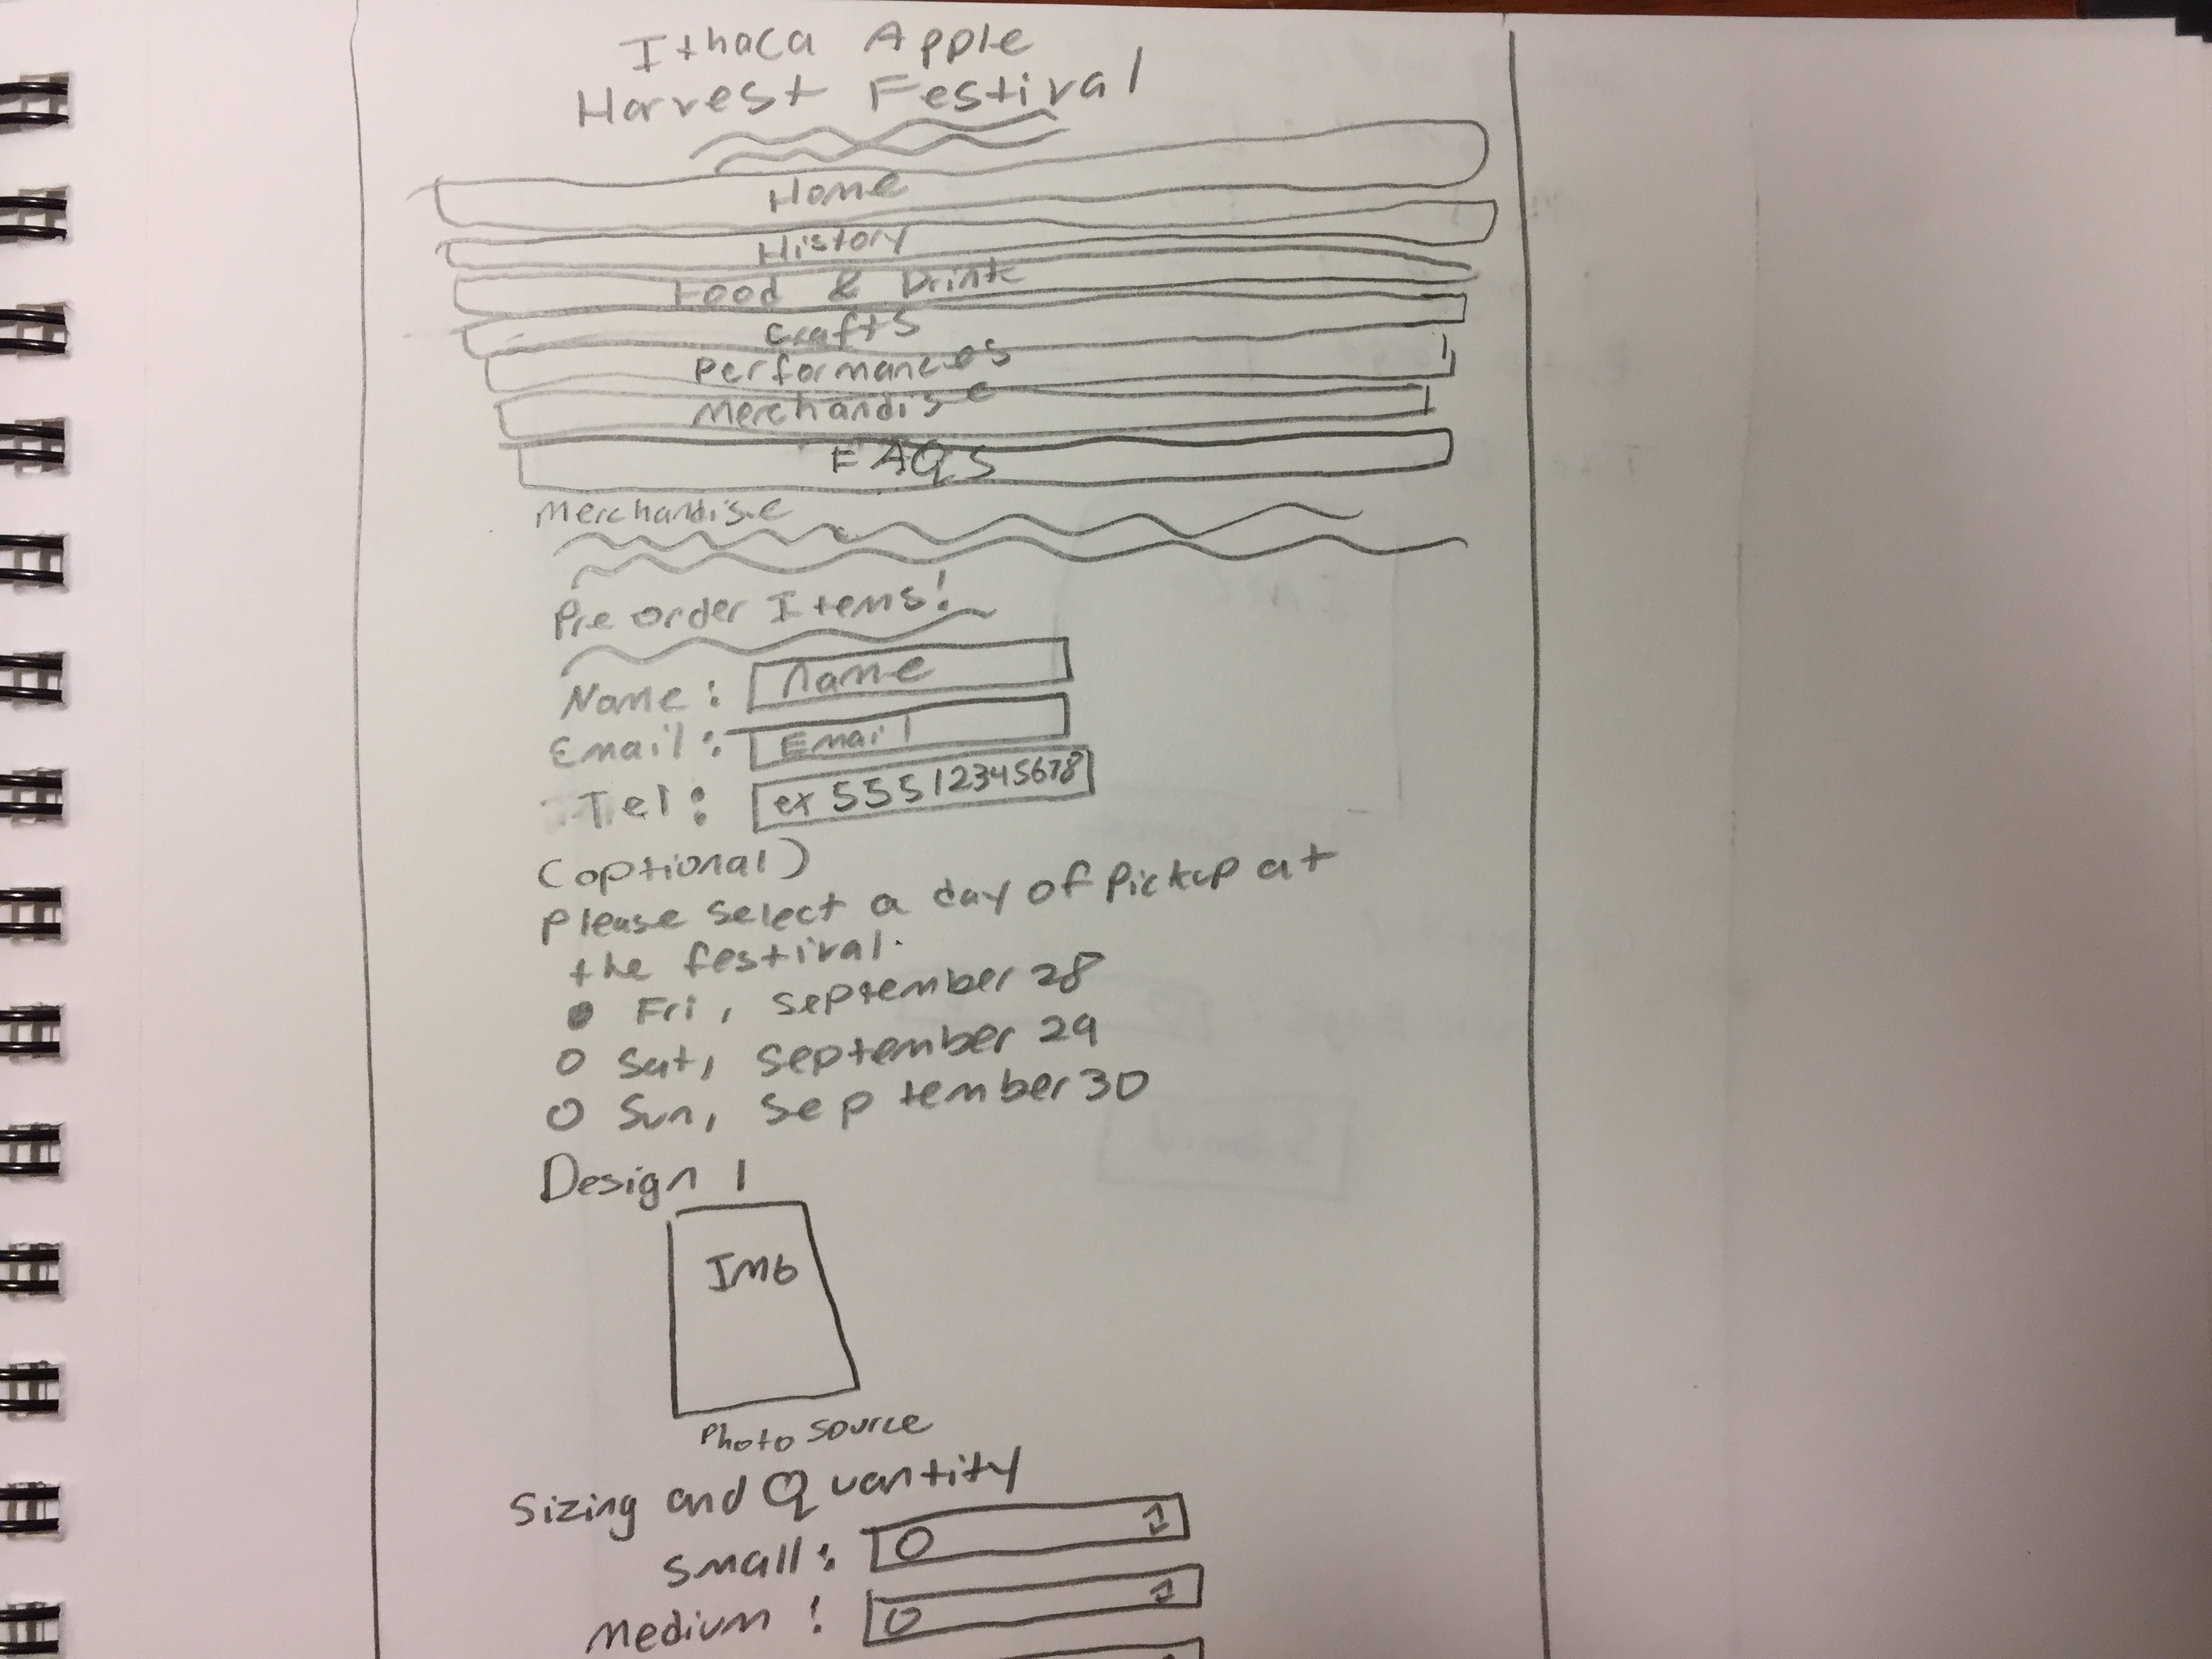 Ithaca Apple
Harvest Festival
Home
History
Food & Drink
Crafts
Performances
Merchandise
FAQS
Merchandise
Pre order Items!
Name: Name
Email: Email
Tel: ex 55512345678
(optional)
Please select a day of Pickup at
the festival.
Fri, September 28
Sat, September 29
Sun, September 30
Design 1
IMG
Photo Source
Sizing and Quantity
Small: 0
Medium: 0